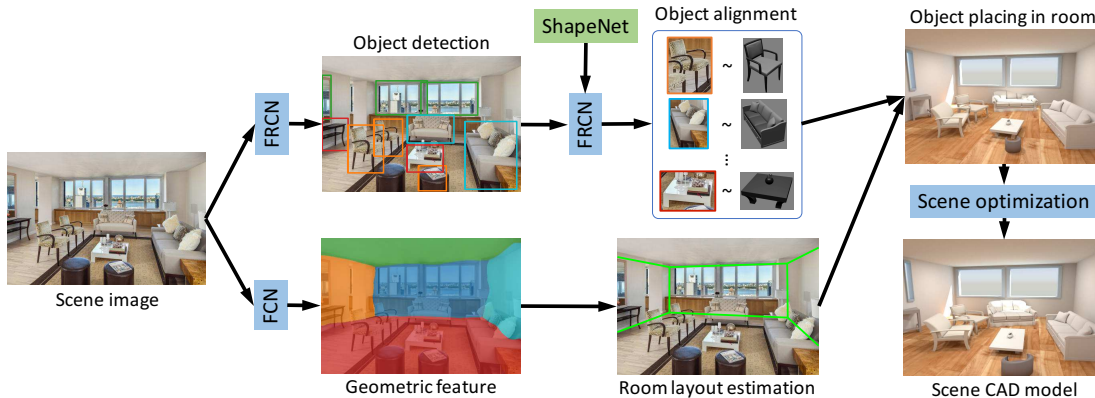 Object detection
ShapeNet
Object alignment
Object placing in room
FRCN
FRCN
~
~
⋮
~
Scene image
Scene optimization
FCN
Geometric feature
Room layout estimation
Scene CAD model